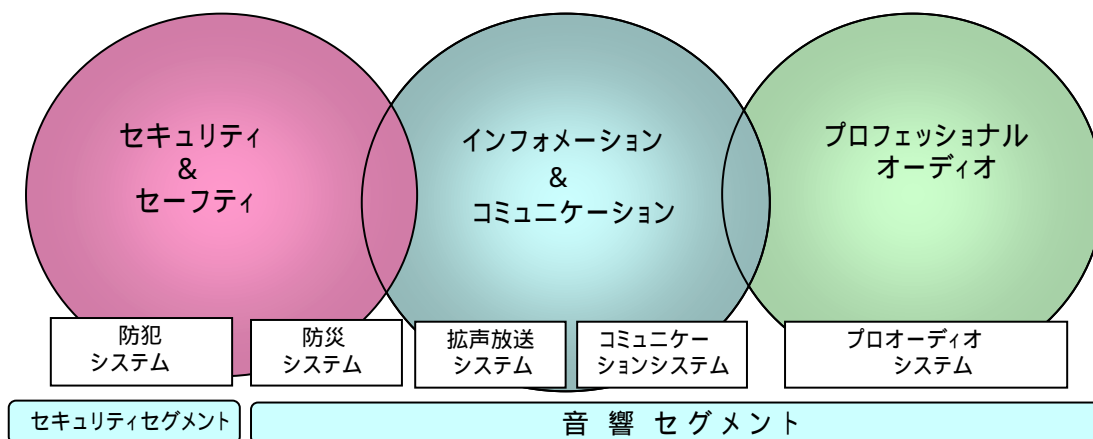 セキュリティ
&
セーフティ
インフォメーション
&
コミュニケーション
プロフェッショナル
オーディオ
防犯
システム
防災
システム
拡声放送
システム
コミュニケー
ションシステム
プロオーディオ
システム
セキュリティセグメント
音 響 セグメント